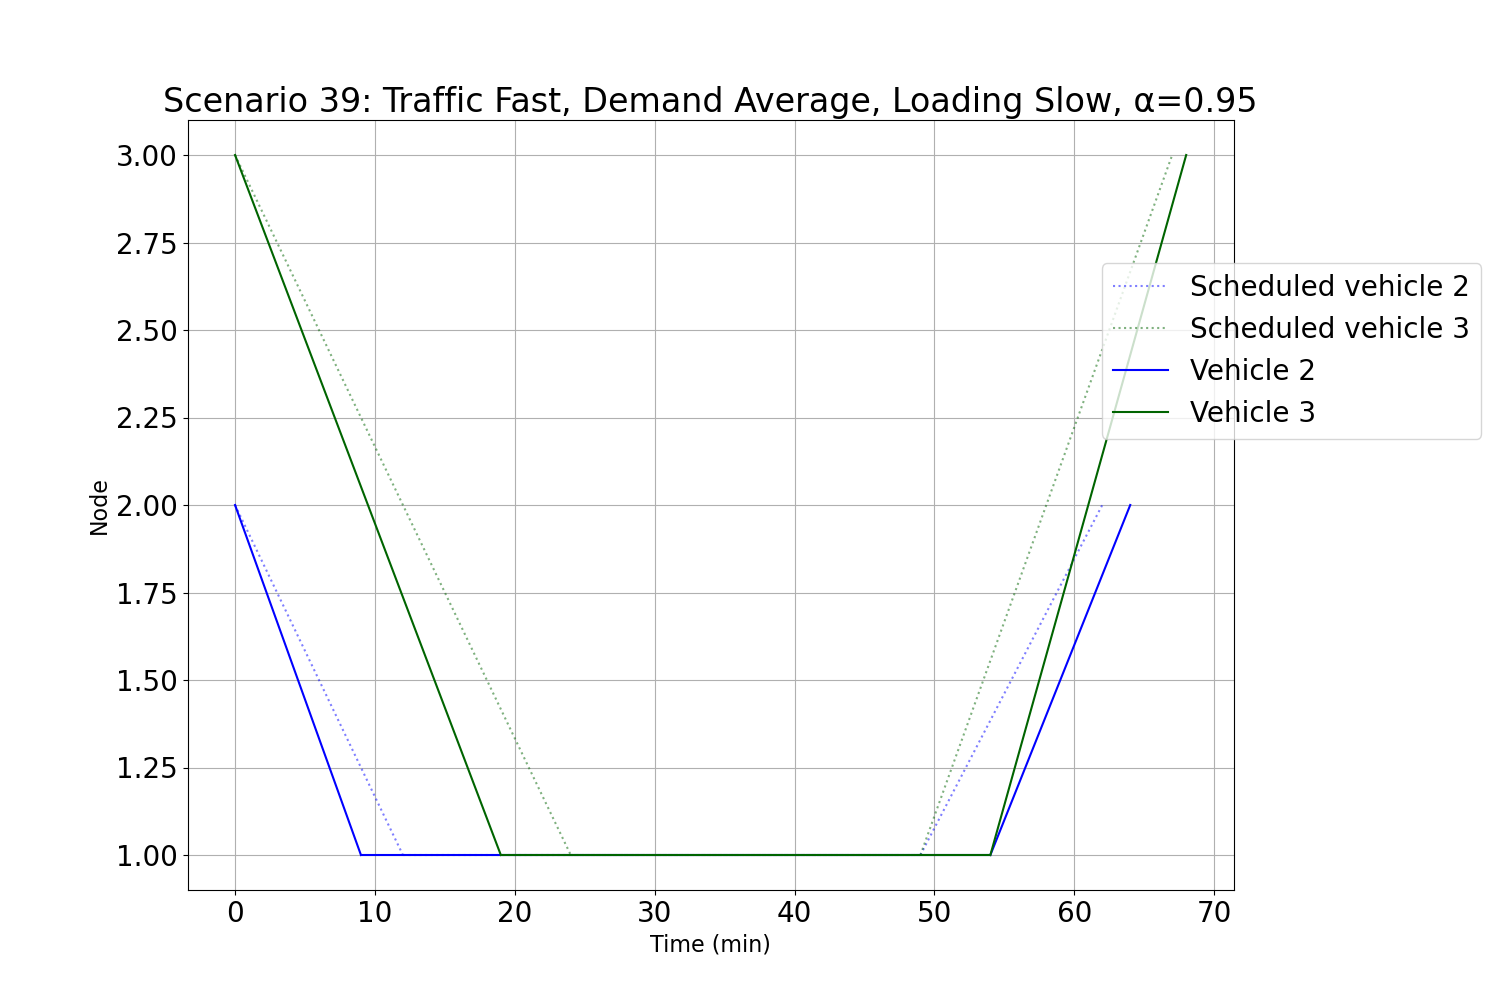 Scenario 39: Traffic Fast, Demand Average, Loading Slow, α=0.95
3.00
2.75
2.50
2.25
2.00
1.75
1.50
1.25
1.00
Node
Scheduled vehicle 2
Scheduled vehicle 3
Vehicle 2
Vehicle 3
0 10 20 30 40 50 60 70
Time (min)